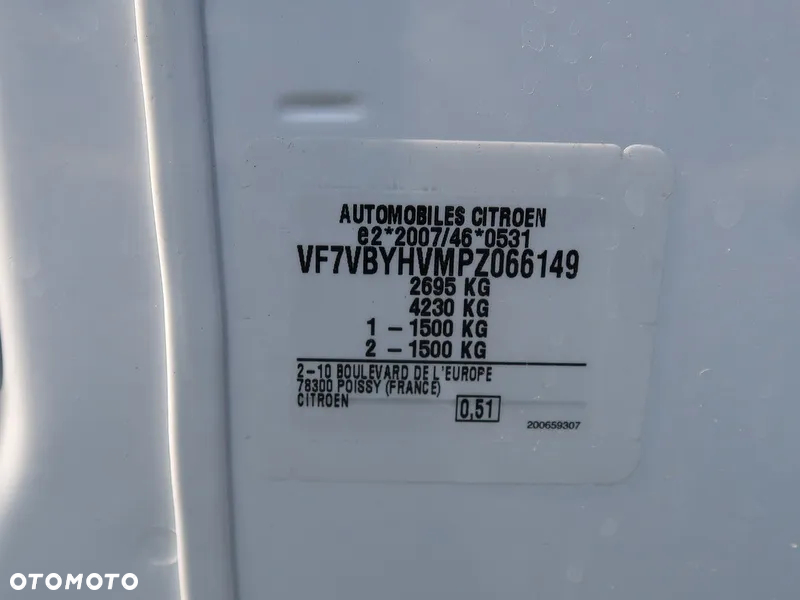 AUTOMOBILES CITROEN
e2*2007/46*0531
VF7VBYHVMPZ066149
2695 KG
4230 KG
1 - 1500 KG
2 - 1500 KG
2-10 BOULEVARD DE L'EUROPE
78300 POISSY (FRANCE)
CITROEN
0,51
200659307
OTOMOTO